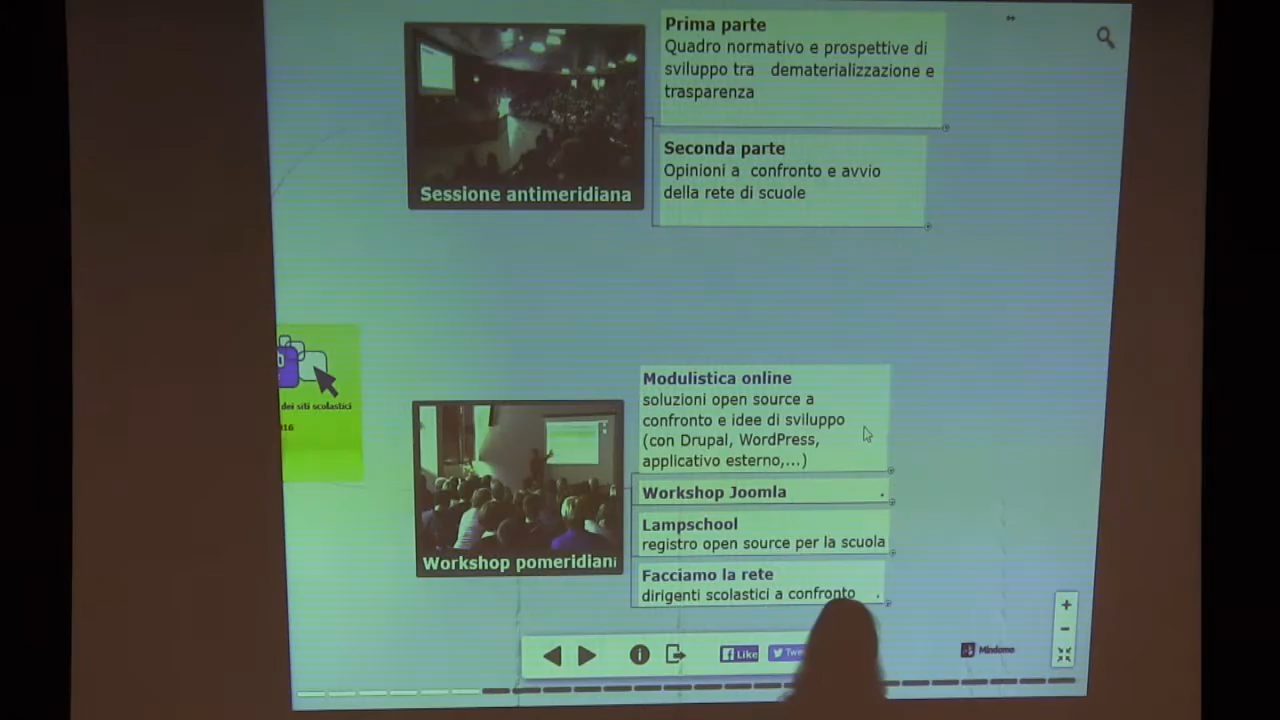 Prima parte
Quadro normativo e prospettive di
sviluppo tra dematerializzazione e
trasparenza
Sessione antimeridiana
Seconda parte
Opinioni a confronto e avvio
della rete di scuole
dei siti scolastici
Modulistica online
soluzioni open source a
confronto e idee di sviluppo
(con Drupal, WordPress,
applicativo esterno,...)
Workshop Joomla
Lampschool
registro open source per la scuola
Workshop pomeridiani
Facciamo la rete
dirigenti scolastici a confronto
Like
Mindomo